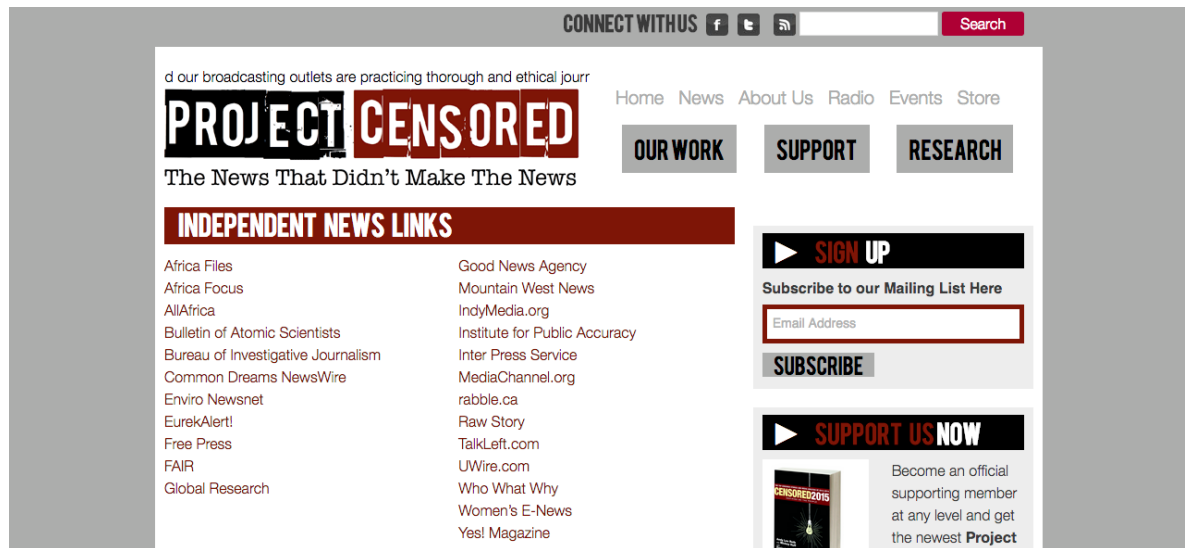 CONNECT WITH US
Search
d our broadcasting outlets are practicing thorough and ethical jourr
PROJECT CENSORED
The News That Didn't Make The News
Home News About Us Radio Events Store
OUR WORK SUPPORT RESEARCH
INDEPENDENT NEWS LINKS
Africa Files
Africa Focus
AllAfrica
Bulletin of Atomic Scientists
Bureau of Investigative Journalism
Common Dreams NewsWire
Enviro Newsnet
EurekAlert!
Free Press
FAIR
Global Research
Good News Agency
Mountain West News
IndyMedia.org
Institute for Public Accuracy
Inter Press Service
MediaChannel.org
rabble.ca
Raw Story
TalkLeft.com
UWire.com
Who What Why
Women's E-News
Yes! Magazine
SIGN UP
Subscribe to our Mailing List Here
Email Address
SUBSCRIBE
SUPPORT US NOW
CENSORED2015
Become an official
supporting member
at any level and get
the newest Project